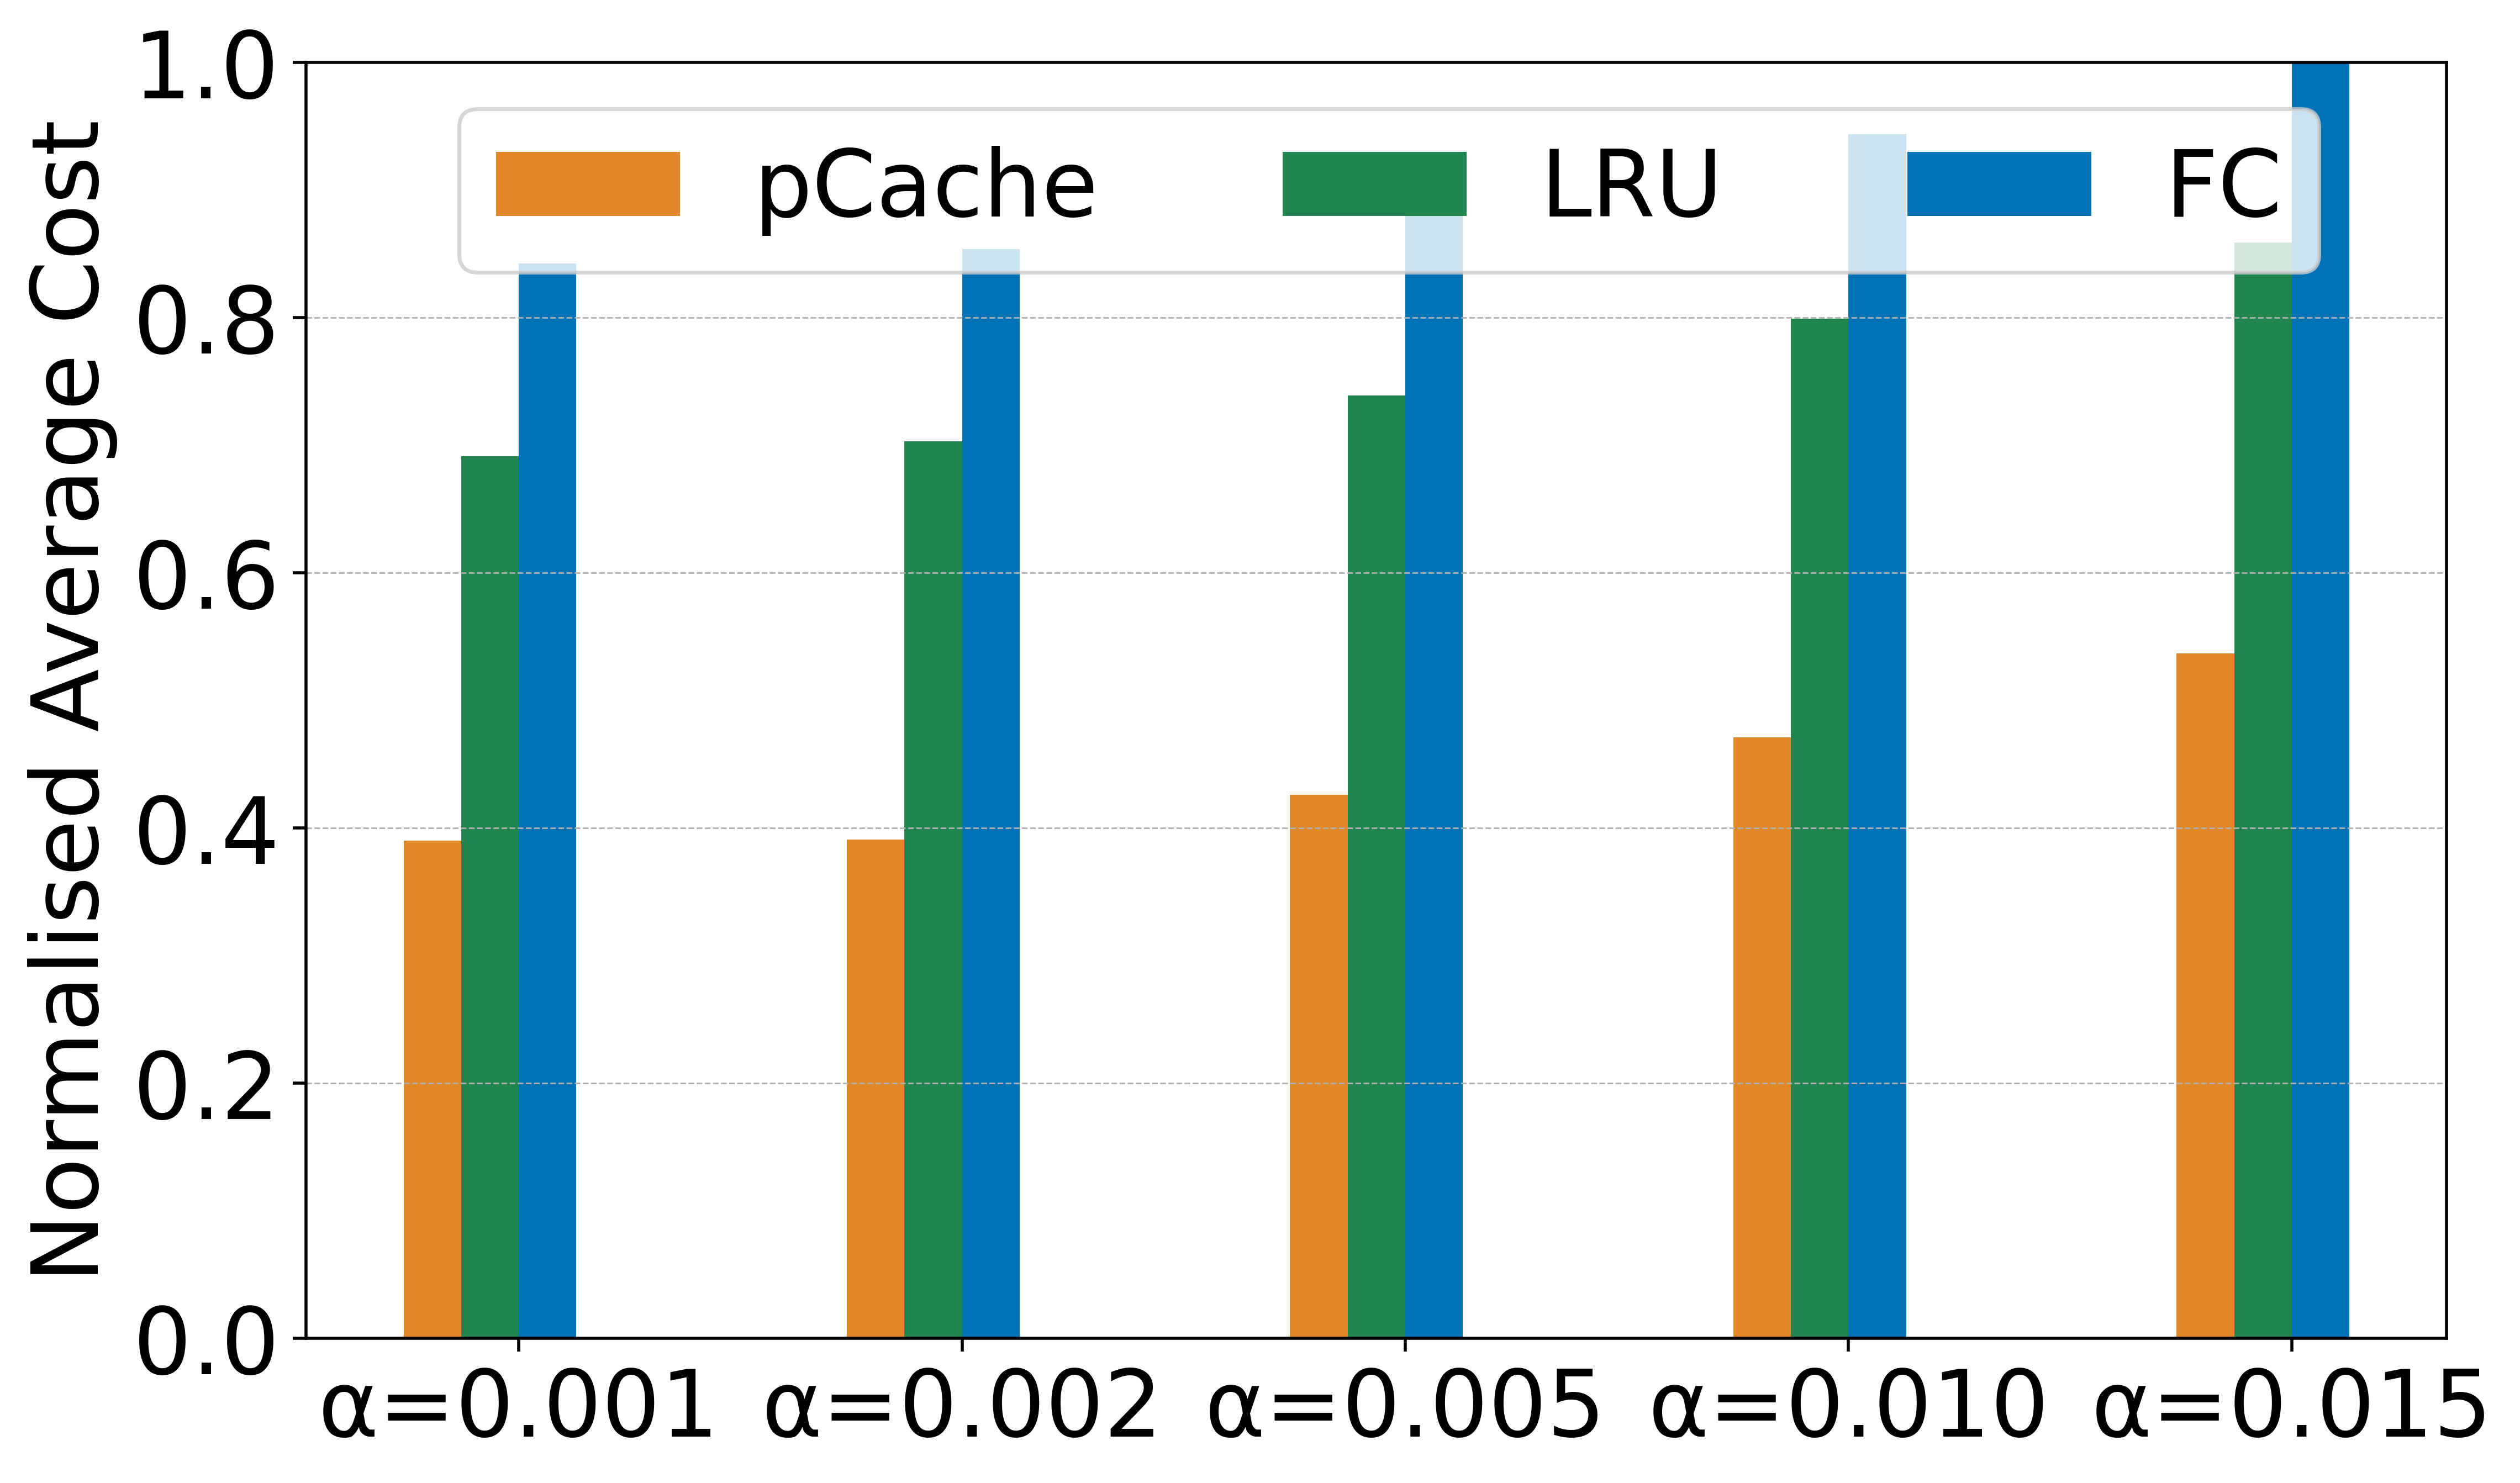 Normalised Average Cost
1.0
0.8
0.6
0.4
0.2
0.0
pCache LRU FC
α=0.001 α=0.002 α=0.005 α=0.010 α=0.015